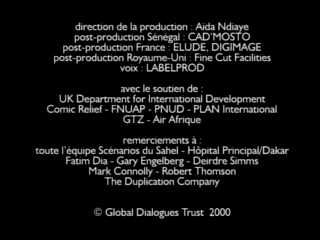 direction de la production : Aïda Ndiaye
post-production Sénégal : CAD'MOSTO
post-production France : ELUDE, DIGIMAGE
post-production Royaume-Uni : Fine Cut Facilities
voix : LABELPROD
avec le soutien de :
UK Department for International Development
Comic Relief - FNUAP - PNUD - PLAN International
GTZ - Air Afrique
remerciements à :
toute l'équipe Scénarios du Sahel - Hôpital Principal/Dakar
Fatim Dia - Gary Engelberg - Deirdre Simms
Mark Connolly - Robert Thomson
The Duplication Company
© Global Dialogues Trust 2000